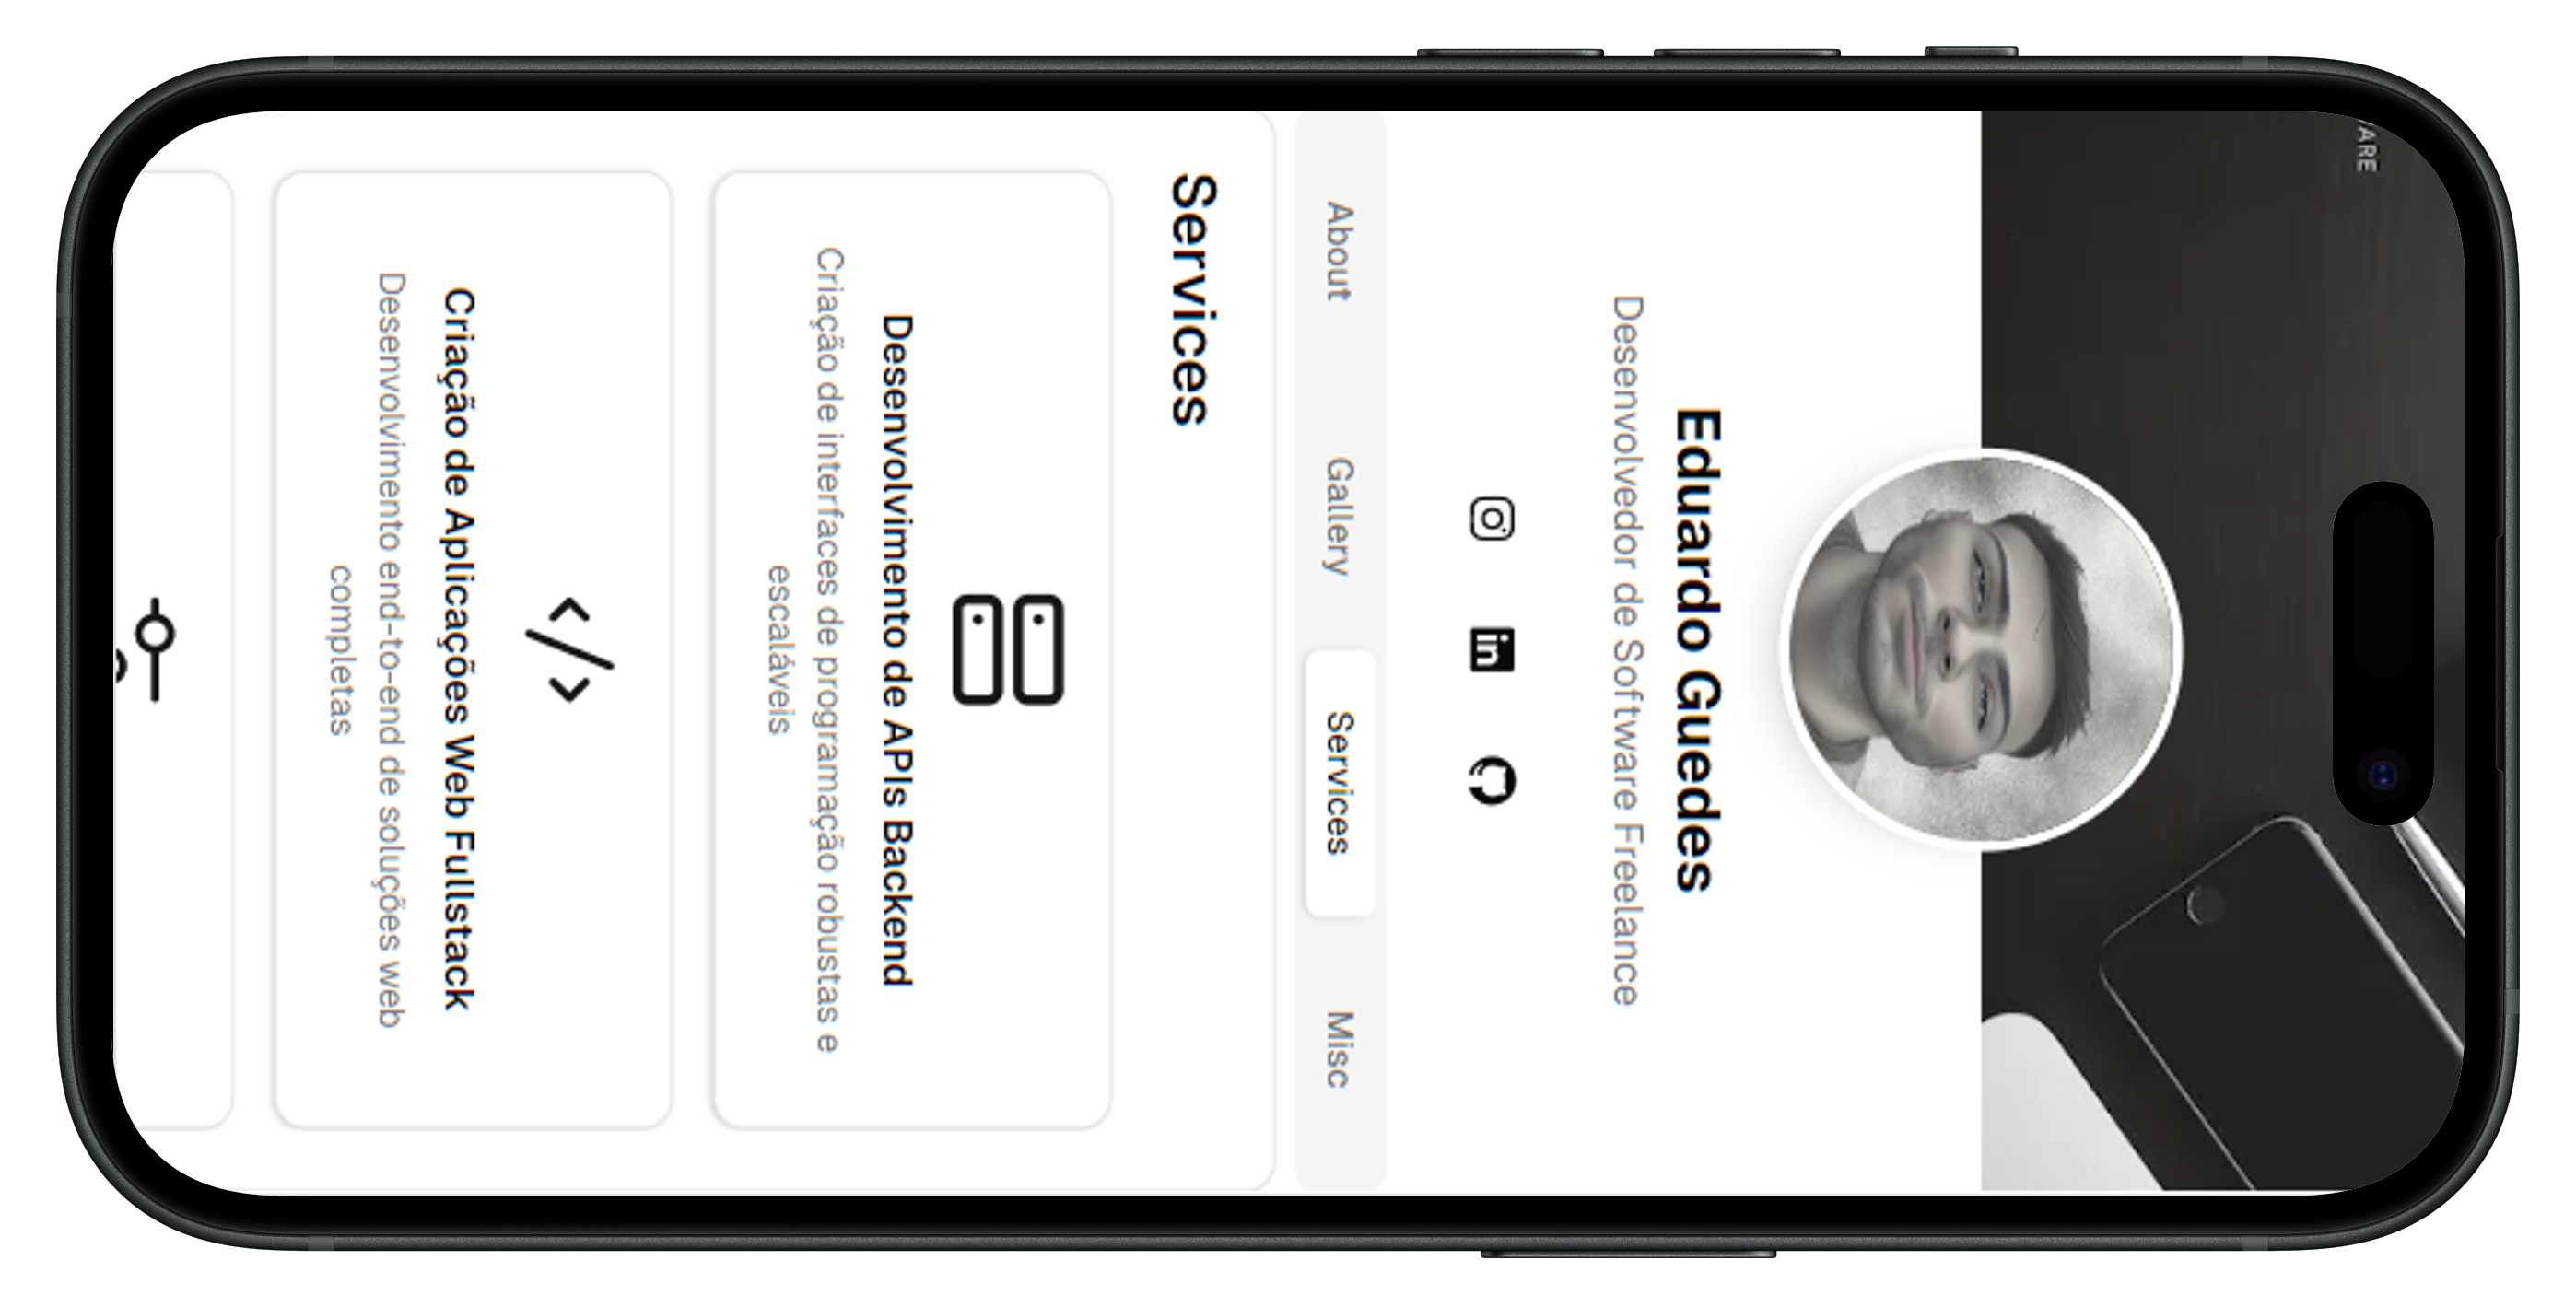 Eduardo Guedes
Desenvolvedor de Software Freelance
in
About Gallery Services Misc
Services
Desenvolvimento de APIs Backend
Criação de interfaces de programação robustas e
escaláveis
Criação de Aplicações Web Fullstack
Desenvolvimento end-to-end de soluções web
completas